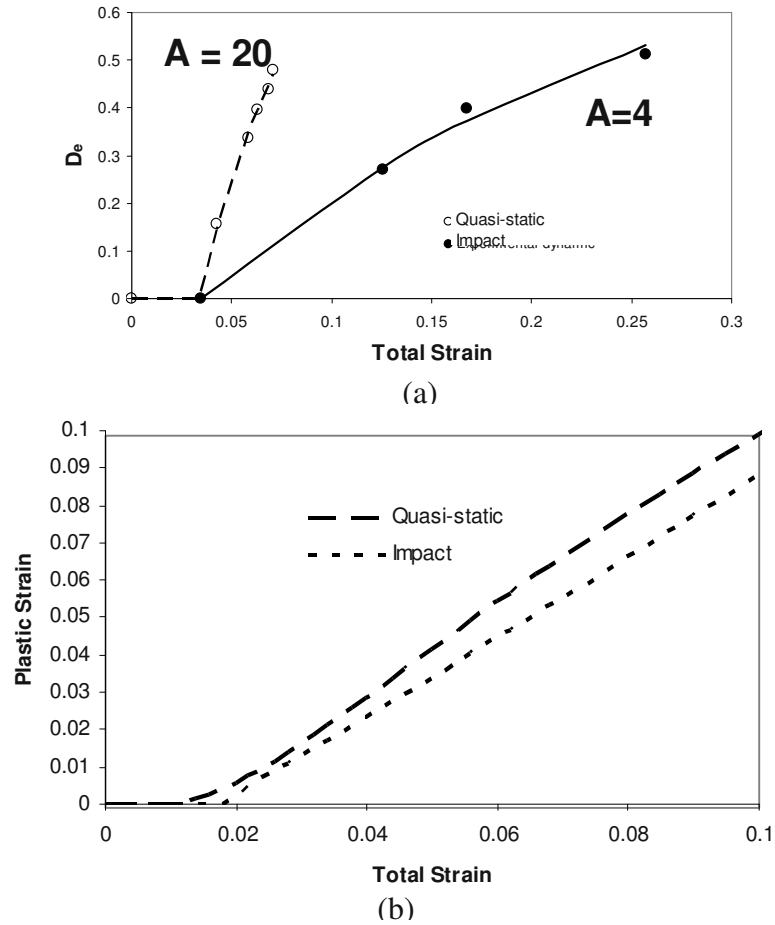 0.6
0.5
0.4
0.3
0.2
0.1
0
Dₑ
A = 20
A=4
Quasi-static
Impact
0 0.05 0.1 0.15 0.2 0.25 0.3
Total Strain
(a)
0.1
0.09
0.08
0.07
0.06
0.05
0.04
0.03
0.02
0.01
0
Plastic Strain
Quasi-static
Impact
0 0.02 0.04 0.06 0.08 0.1
Total Strain
(b)